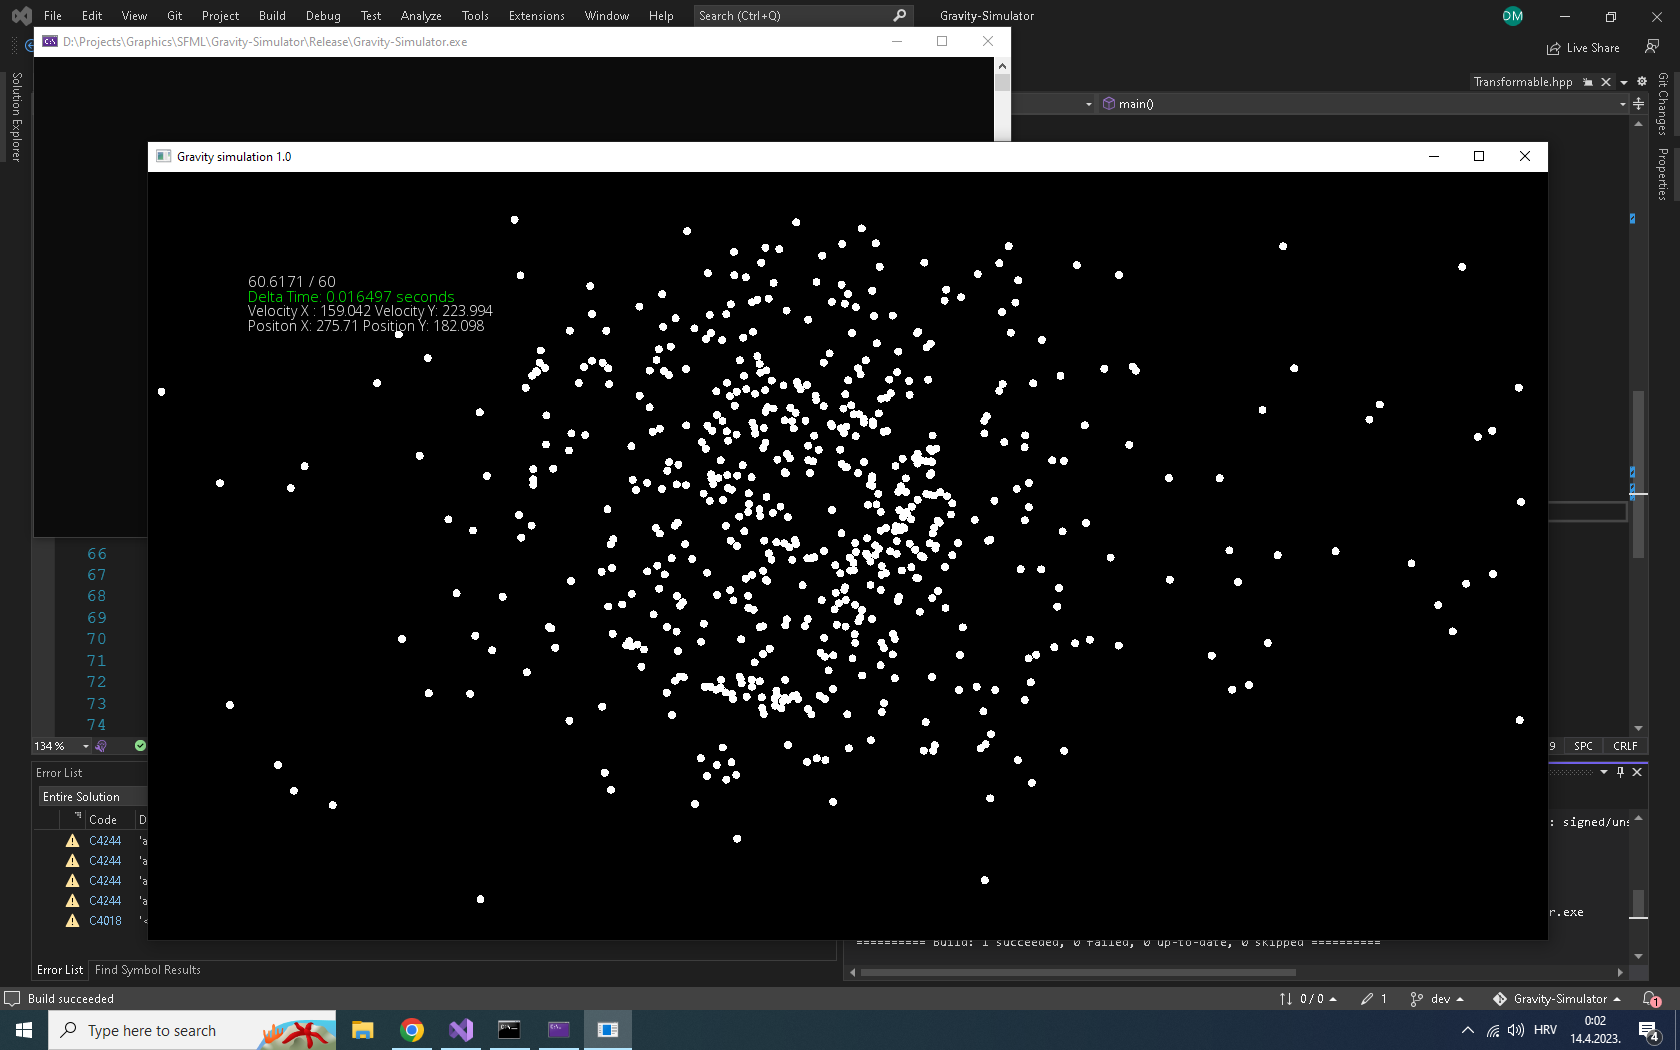 File Edit View Git Project Build Debug Test Analyze Tools Extensions Window Help Search (Ctrl+Q) Gravity-Simulator DM
D:\Projects\Graphics\SFML\Gravity-Simulator\Release\Gravity-Simulator.exe
Live Share
Transformable.hpp
main()
Solution Explorer
Git Changes
Properties
Gravity simulation 1.0
60.6171 / 60
Delta Time: 0.016497 seconds
Velocity X : 159.042 Velocity Y: 223.994
Positon X: 275.71 Position Y: 182.098
66
67
68
69
70
71
72
73
74
134 %
9 SPC CRLF
Error List
Entire Solution
Code D
C4244 'a
C4244 'a
C4244 'a
C4244 'a
C4018 '<
: signed/uns
r.exe
========== Build: 1 succeeded, 0 failed, 0 up-to-date, 0 skipped ==========
Error List Find Symbol Results
Build succeeded
0 / 0 1 dev Gravity-Simulator 1
Type here to search
HRV
0:02
14.4.2023.
4